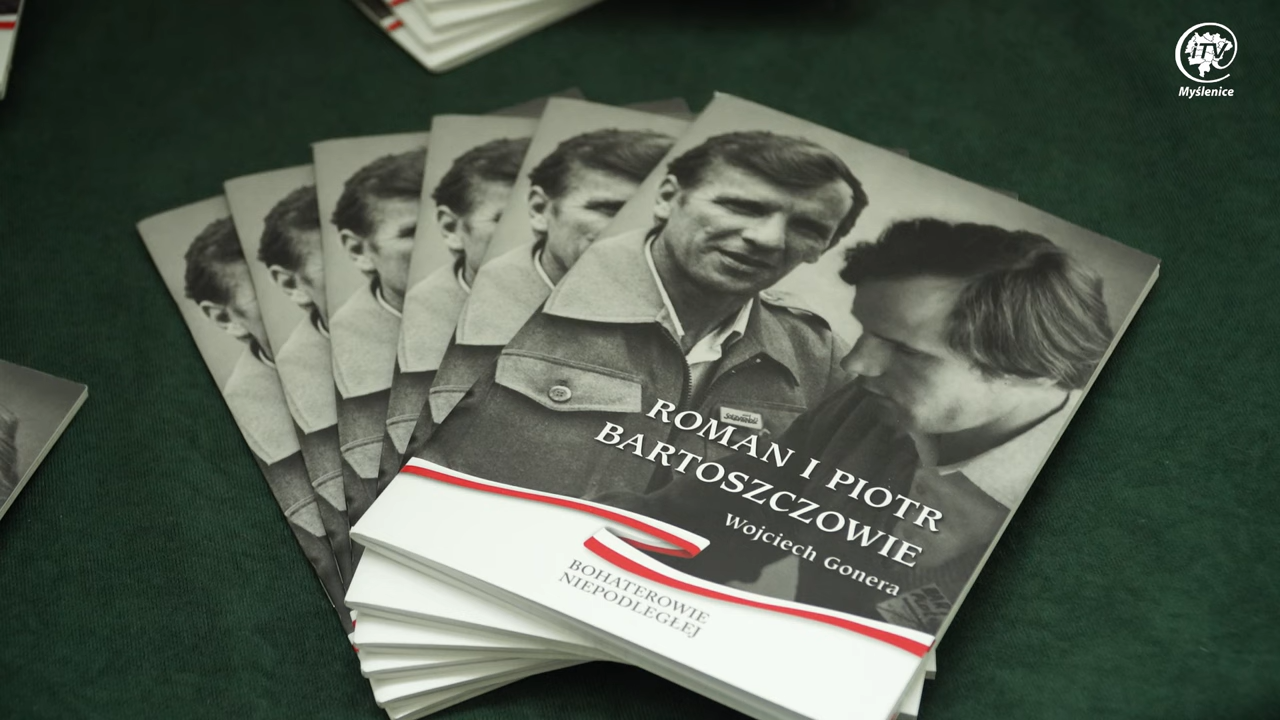 iTV
Myślenice
ROMAN I PIOTR
BARTOSZCZOWIE
Wojciech Gonera
BOHATEROWIE
NIEPODLEGŁEJ